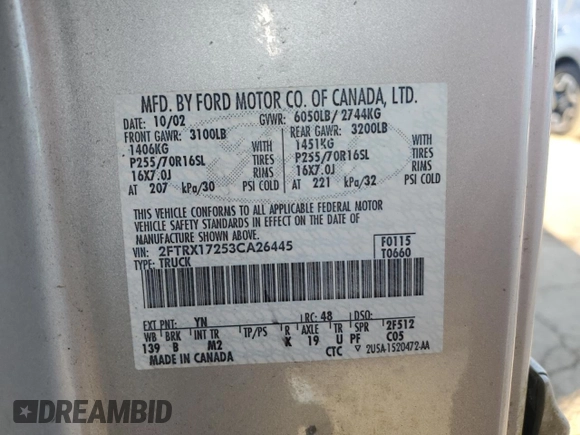 MFD. BY FORD MOTOR CO. OF CANADA, LTD.
DATE: 10/02 GVWR: 6050LB/ 2744KG
FRONT GAWR: 3100LB REAR GAWR: 3200LB
1406KG WITH 1451KG WITH
P255/70R16SL TIRES P255/70R16SL TIRES
16X7.0J RIMS 16X7.0J RIMS
AT 207 kPa/30 PSI COLD AT 221 kPa/32 PSI COLD
THIS VEHICLE CONFORMS TO ALL APPLICABLE FEDERAL MOTOR
VEHICLE SAFETY STANDARDS IN EFFECT ON THE DATE OF
MANUFACTURE SHOWN ABOVE.
VIN: 2FTRX17253CA26445 F0115
TYPE: TRUCK T0660
EXT PNT: YN RC: 48 DSO:
WB BRK INT TR TP/PS R AXLE TR SPR 2F512
139 B M2 K 19 U PF C05
MADE IN CANADA CTC 2U5A-1520472-AA
DREAMBID